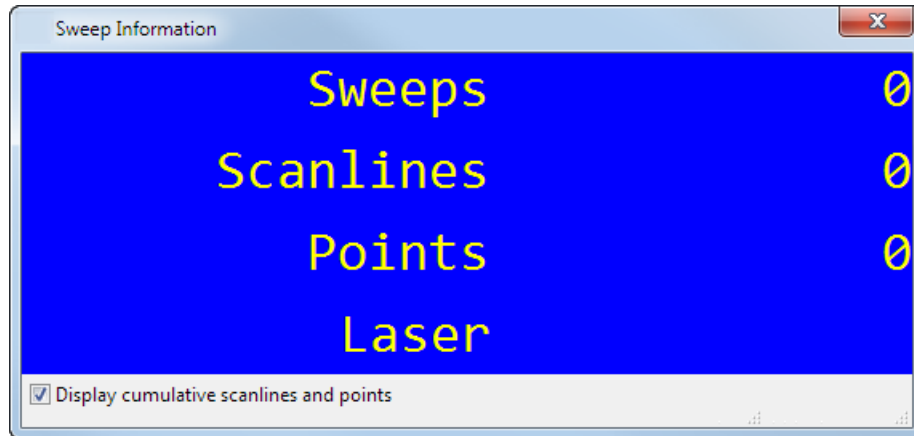 Sweep Information
Sweeps 0
Scanlines 0
Points 0
Laser
Display cumulative scanlines and points